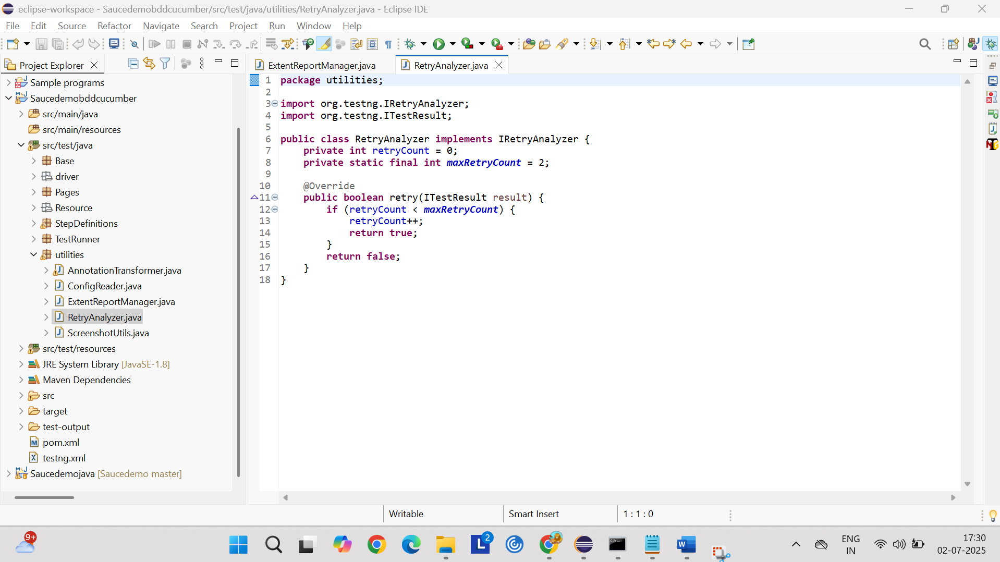 eclipse-workspace - Saucedemobddcucumber/src/test/java/utilities/RetryAnalyzer.java - Eclipse IDE
File Edit Source Refactor Navigate Search Project Run Window Help
Project Explorer
ExtentReportManager.java
RetryAnalyzer.java
Sample programs
Saucedemobddcucumber
src/main/java
src/main/resources
src/test/java
Base
driver
Pages
Resource
StepDefinitions
TestRunner
utilities
AnnotationTransformer.java
ConfigReader.java
ExtentReportManager.java
RetryAnalyzer.java
ScreenshotUtils.java
src/test/resources
JRE System Library [JavaSE-1.8]
Maven Dependencies
src
target
test-output
pom.xml
testng.xml
Saucedemojava [Saucedemo master]
1 package utilities;
2
3 import org.testng.IRetryAnalyzer;
4 import org.testng.ITestResult;
5
6 public class RetryAnalyzer implements IRetryAnalyzer {
7     private int retryCount = 0;
8     private static final int maxRetryCount = 2;
9
10     @Override
11     public boolean retry(ITestResult result) {
12         if (retryCount < maxRetryCount) {
13             retryCount++;
14             return true;
15         }
16         return false;
17     }
18 }
Writable
Smart Insert
1 : 1 : 0
9+
2
ENG
IN
17:30
02-07-2025